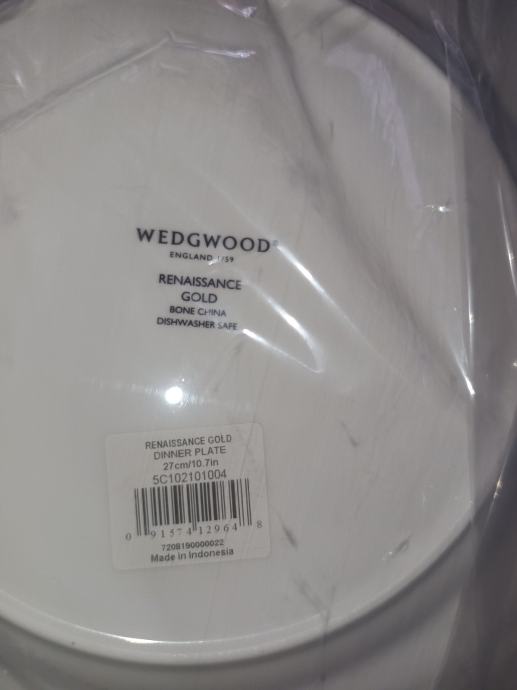 WEDGWOOD®
ENGLAND 1759
RENAISSANCE
GOLD
BONE CHINA
DISHWASHER SAFE
RENAISSANCE GOLD
DINNER PLATE
27cm/10.7in
5C102101004
0 91574 12964 8
7208190000022
Made in Indonesia